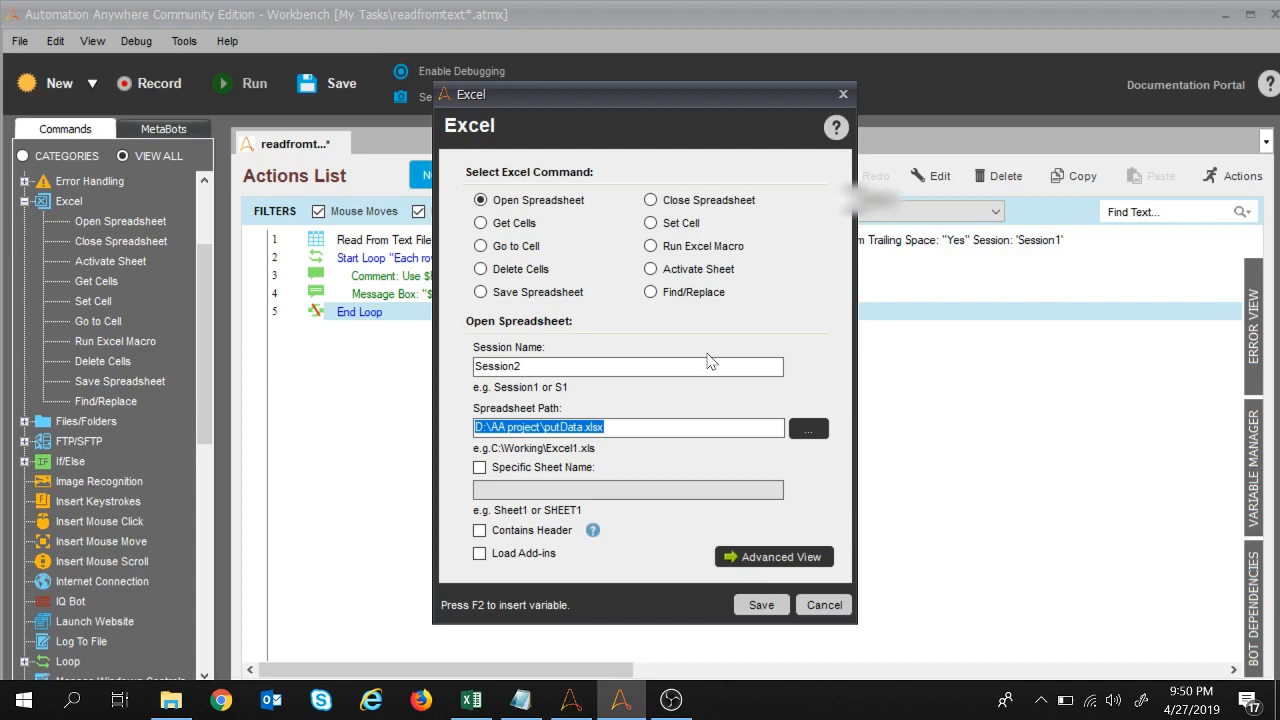 Automation Anywhere Community Edition - Workbench [My Tasks\readfromtext*.atmx]
File Edit View Debug Tools Help
New Record Run Save
Enable Debugging
Documentation Portal ?
Excel
Excel ?
Commands MetaBots
CATEGORIES VIEW ALL
Error Handling
Excel
Open Spreadsheet
Close Spreadsheet
Activate Sheet
Get Cells
Set Cell
Go to Cell
Run Excel Macro
Delete Cells
Save Spreadsheet
Find/Replace
Files/Folders
FTP/SFTP
If/Else
Image Recognition
Insert Keystrokes
Insert Mouse Click
Insert Mouse Move
Insert Mouse Scroll
Internet Connection
IQ Bot
Launch Website
Log To File
Loop
Manage Windows Controls
readfromt...*
Actions List
Redo Edit Delete Copy Paste Actions
FILTERS Mouse Moves
Find Text...
1 Read From Text File
m Trailing Space: "Yes" Session: 'Session1'
2 Start Loop "Each ro
3 Comment: Use $
4 Message Box: "$
5 End Loop
Select Excel Command:
Open Spreadsheet Close Spreadsheet
Get Cells Set Cell
Go to Cell Run Excel Macro
Delete Cells Activate Sheet
Save Spreadsheet Find/Replace
Open Spreadsheet:
Session Name:
Session2
e.g. Session1 or S1
Spreadsheet Path:
D:\AA project\putData.xlsx ...
e.g.C:\Working\Excel1.xls
Specific Sheet Name:
e.g. Sheet1 or SHEET1
Contains Header ?
Load Add-ins
Advanced View
Press F2 to insert variable.
Save Cancel
ERROR VIEW
VARIABLE MANAGER
BOT DEPENDENCIES
9:50 PM
4/27/2019
17